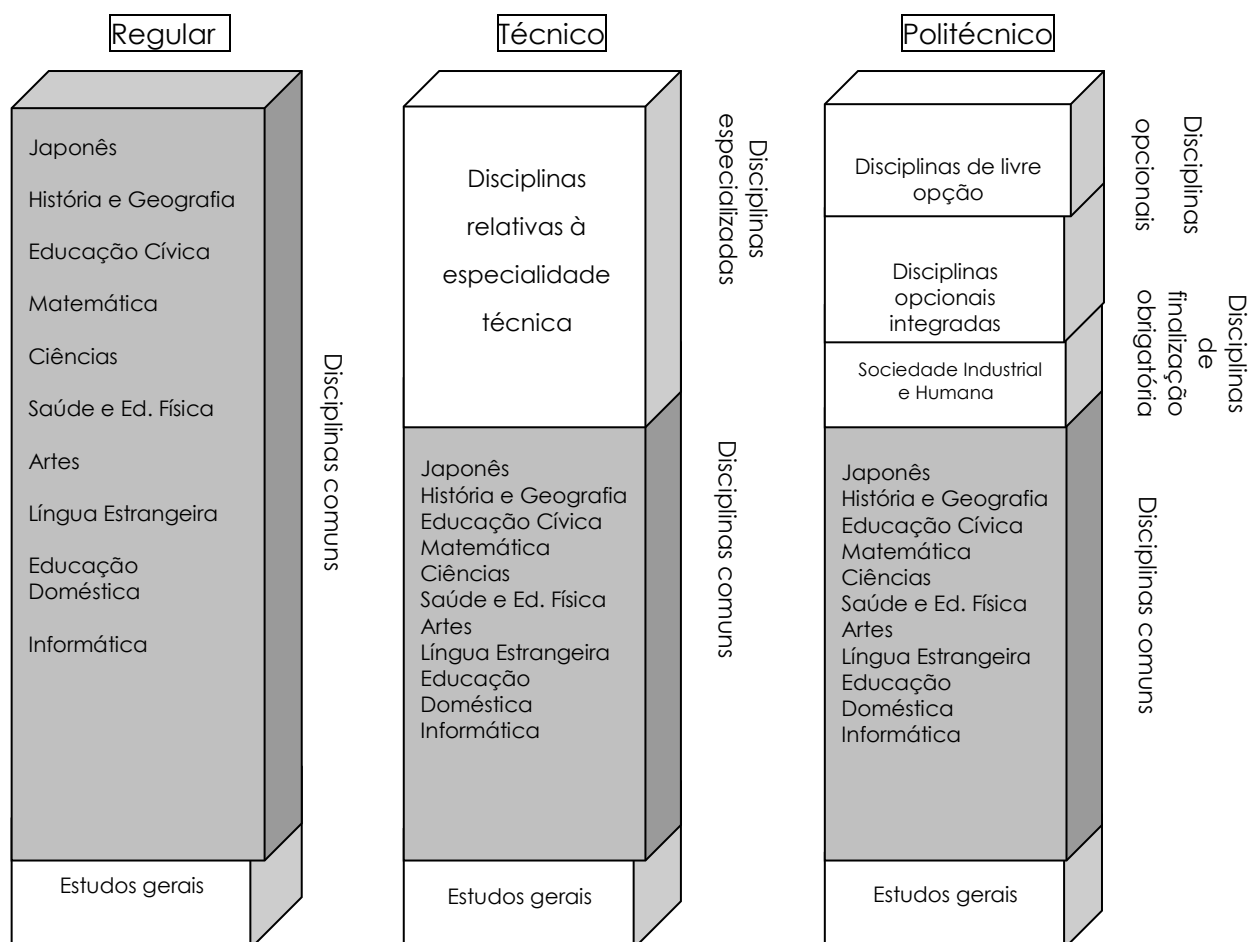 Regular
Técnico
Politécnico
Japonês
História e Geografia
Educação Cívica
Matemática
Ciências
Saúde e Ed. Física
Artes
Língua Estrangeira
Educação
Doméstica
Informática
Disciplinas comuns
Estudos gerais
Disciplinas
relativas à
especialidade
técnica
Disciplinas
especializadas
Japonês
História e Geografia
Educação Cívica
Matemática
Ciências
Saúde e Ed. Física
Artes
Língua Estrangeira
Educação
Doméstica
Informática
Disciplinas comuns
Estudos gerais
Disciplinas de livre
opção
Disciplinas
opcionais
Disciplinas
opcionais
integradas
Sociedade Industrial
e Humana
Disciplinas
de
finalização
obrigatória
Japonês
História e Geografia
Educação Cívica
Matemática
Ciências
Saúde e Ed. Física
Artes
Língua Estrangeira
Educação
Doméstica
Informática
Disciplinas comuns
Estudos gerais